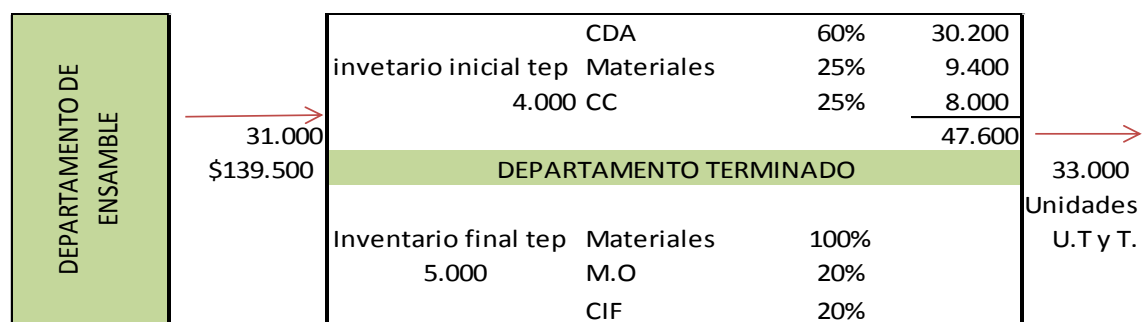 DEPARTAMENTO DE
ENSAMBLE
31.000
$139.500
CDA 60% 30.200
invetario inicial tep Materiales 25% 9.400
4.000 CC 25% 8.000
47.600
DEPARTAMENTO TERMINADO
Inventario final tep Materiales 100%
5.000 M.O 20%
CIF 20%
33.000
Unidades
U.T y T.